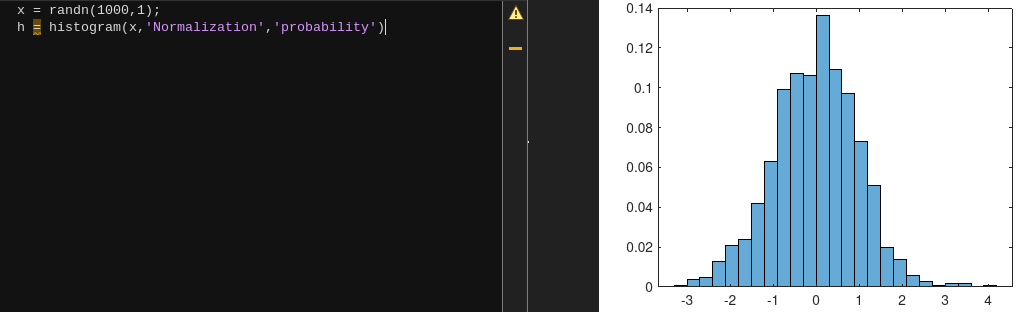 x = randn(1000,1);
h = histogram(x,'Normalization','probability')
0.14
0.12
0.1
0.08
0.06
0.04
0.02
0
-3 -2 -1 0 1 2 3 4